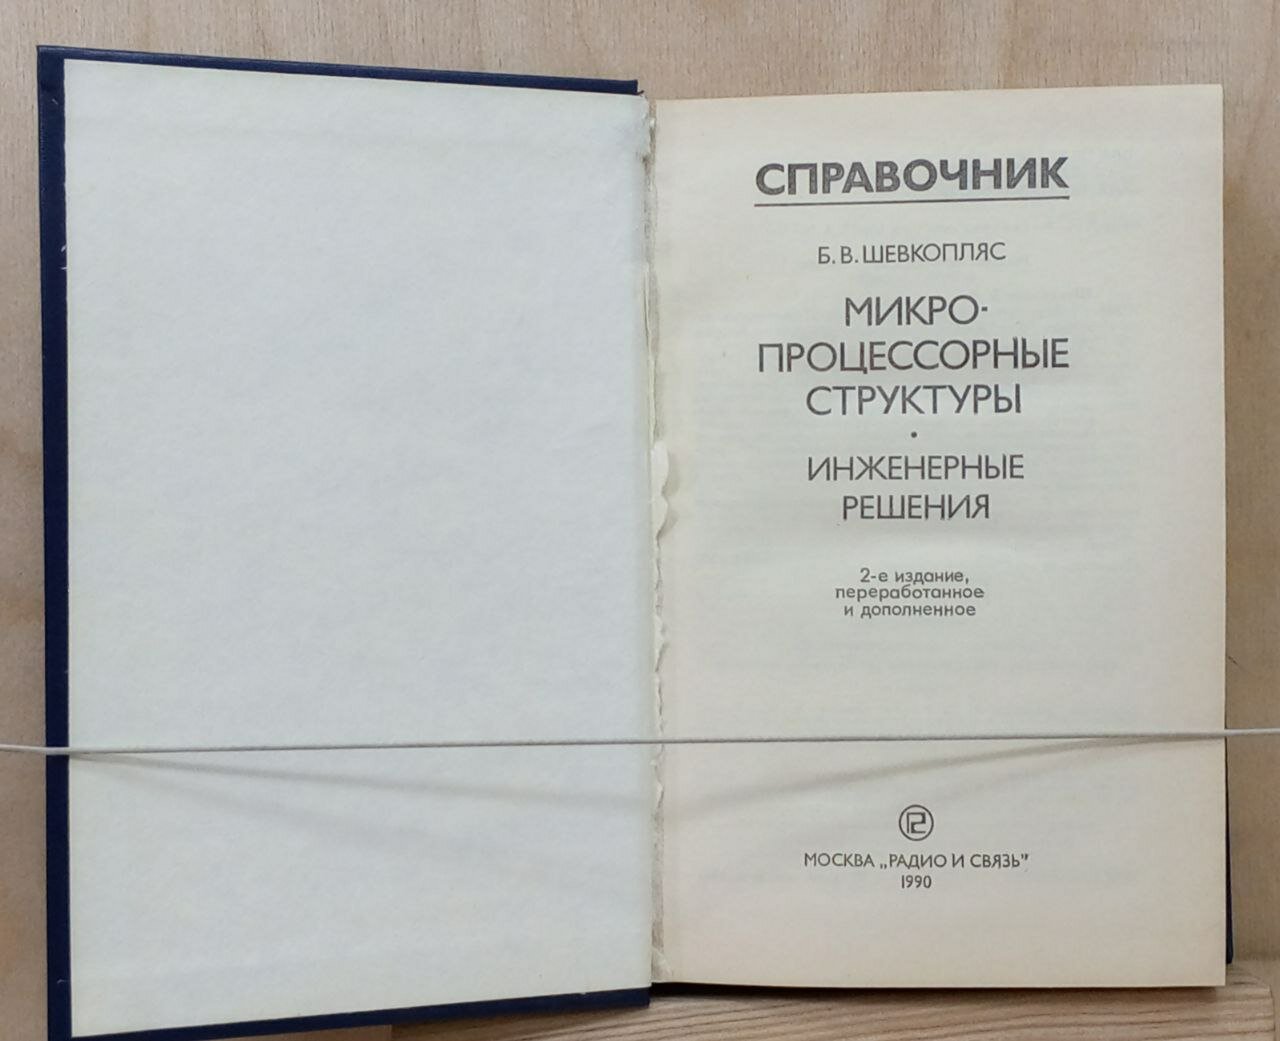 СПРАВОЧНИК
Б. В. ШЕВКОПЛЯС
МИКРО-
ПРОЦЕССОРНЫЕ
СТРУКТУРЫ
•
ИНЖЕНЕРНЫЕ
РЕШЕНИЯ
2-е издание,
переработанное
и дополненное
МОСКВА „РАДИО И СВЯЗЬ”
1990